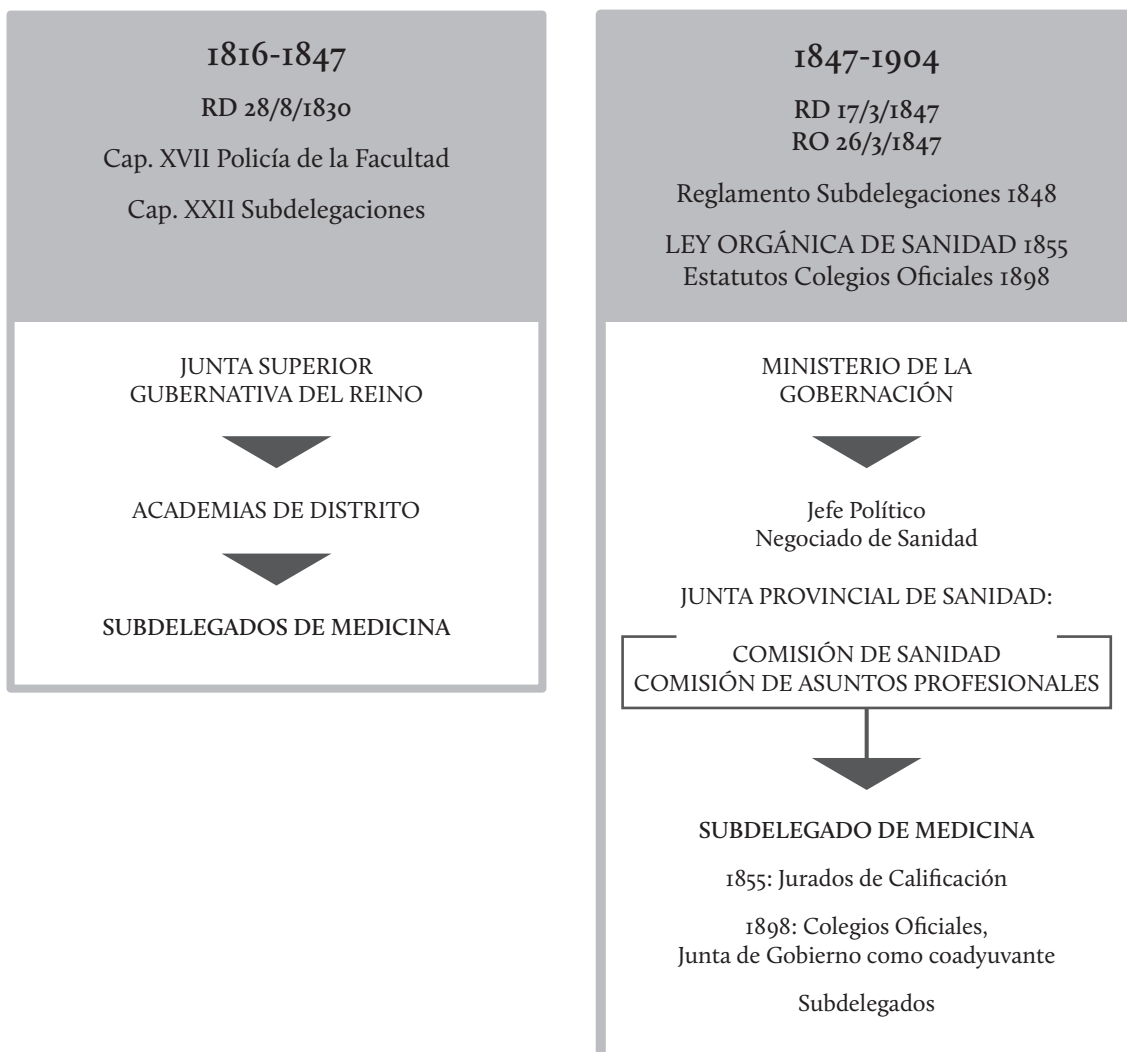 1816-1847
RD 28/8/1830
Cap. XVII Policía de la Facultad
Cap. XXII Subdelegaciones
JUNTA SUPERIOR
GUBERNATIVA DEL REINO
ACADEMIAS DE DISTRITO
SUBDELEGADOS DE MEDICINA
1847-1904
RD 17/3/1847
RO 26/3/1847
Reglamento Subdelegaciones 1848
LEY ORGÁNICA DE SANIDAD 1855
Estatutos Colegios Oficiales 1898
MINISTERIO DE LA
GOBERNACIÓN
Jefe Político
Negociado de Sanidad
JUNTA PROVINCIAL DE SANIDAD:
COMISIÓN DE SANIDAD
COMISIÓN DE ASUNTOS PROFESIONALES
SUBDELEGADO DE MEDICINA
1855: Jurados de Calificación
1898: Colegios Oficiales,
Junta de Gobierno como coadyuvante
Subdelegados